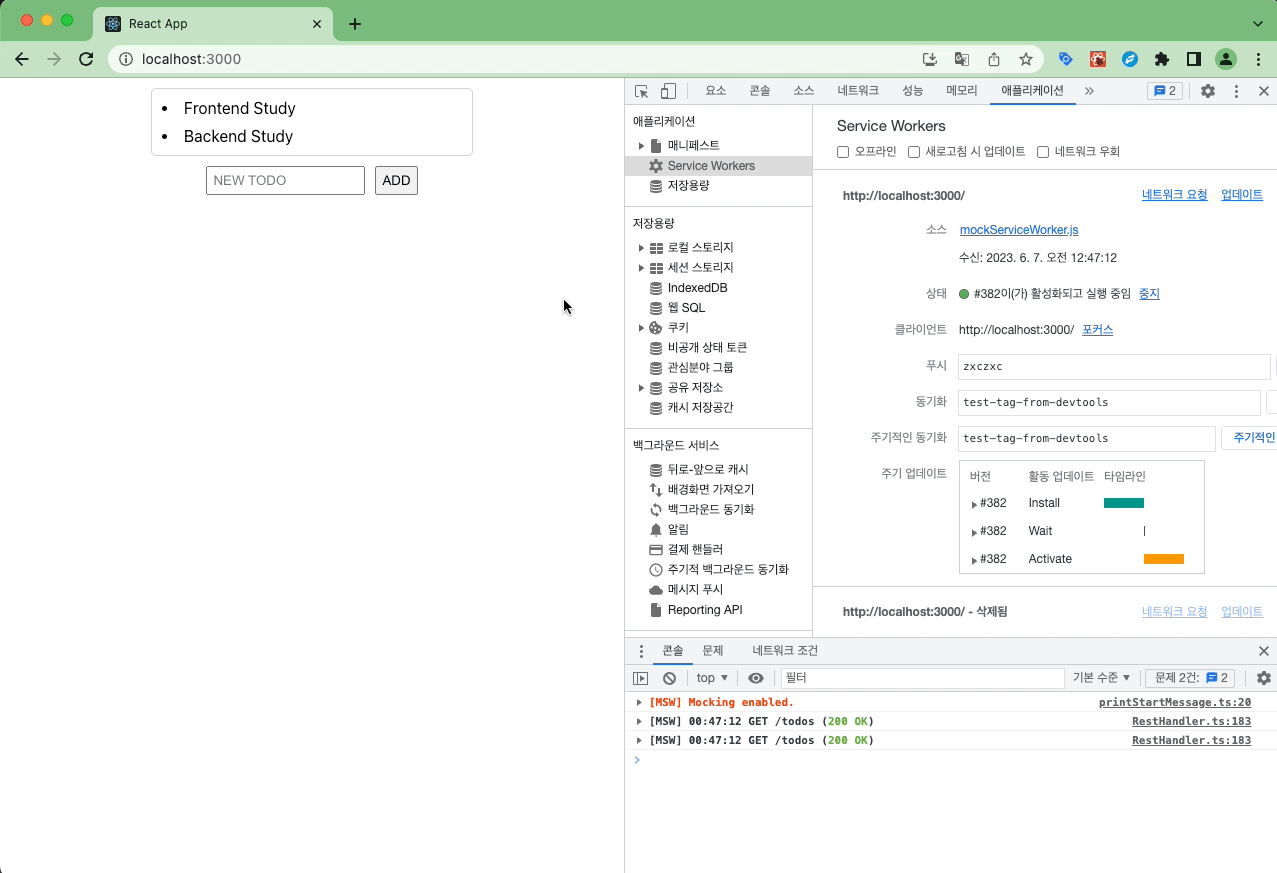 React App
localhost:3000
Frontend Study
Backend Study
NEW TODO
ADD
요소 콘솔 소스 네트워크 성능 메모리 애플리케이션 2
애플리케이션
매니페스트
Service Workers
저장용량
저장용량
로컬 스토리지
세션 스토리지
IndexedDB
웹 SQL
쿠키
비공개 상태 토큰
관심분야 그룹
공유 저장소
캐시 저장공간
백그라운드 서비스
뒤로-앞으로 캐시
배경화면 가져오기
백그라운드 동기화
알림
결제 핸들러
주기적 백그라운드 동기화
메시지 푸시
Reporting API
Service Workers
오프라인 새로고침 시 업데이트 네트워크 우회
http://localhost:3000/ 네트워크 요청 업데이트
소스 mockServiceWorker.js
수신: 2023. 6. 7. 오전 12:47:12
상태 #382이(가) 활성화되고 실행 중임 중지
클라이언트 http://localhost:3000/ 포커스
푸시 zxczxc
동기화 test-tag-from-devtools
주기적인 동기화 test-tag-from-devtools 주기적인
주기 업데이트 버전 활동 업데이트 타임라인
#382 Install
#382 Wait
#382 Activate
http://localhost:3000/ - 삭제됨 네트워크 요청 업데이트
콘솔 문제 네트워크 조건
top 필터 기본 수준 문제 2건: 2
[MSW] Mocking enabled. printStartMessage.ts:20
[MSW] 00:47:12 GET /todos (200 OK) RestHandler.ts:183
[MSW] 00:47:12 GET /todos (200 OK) RestHandler.ts:183